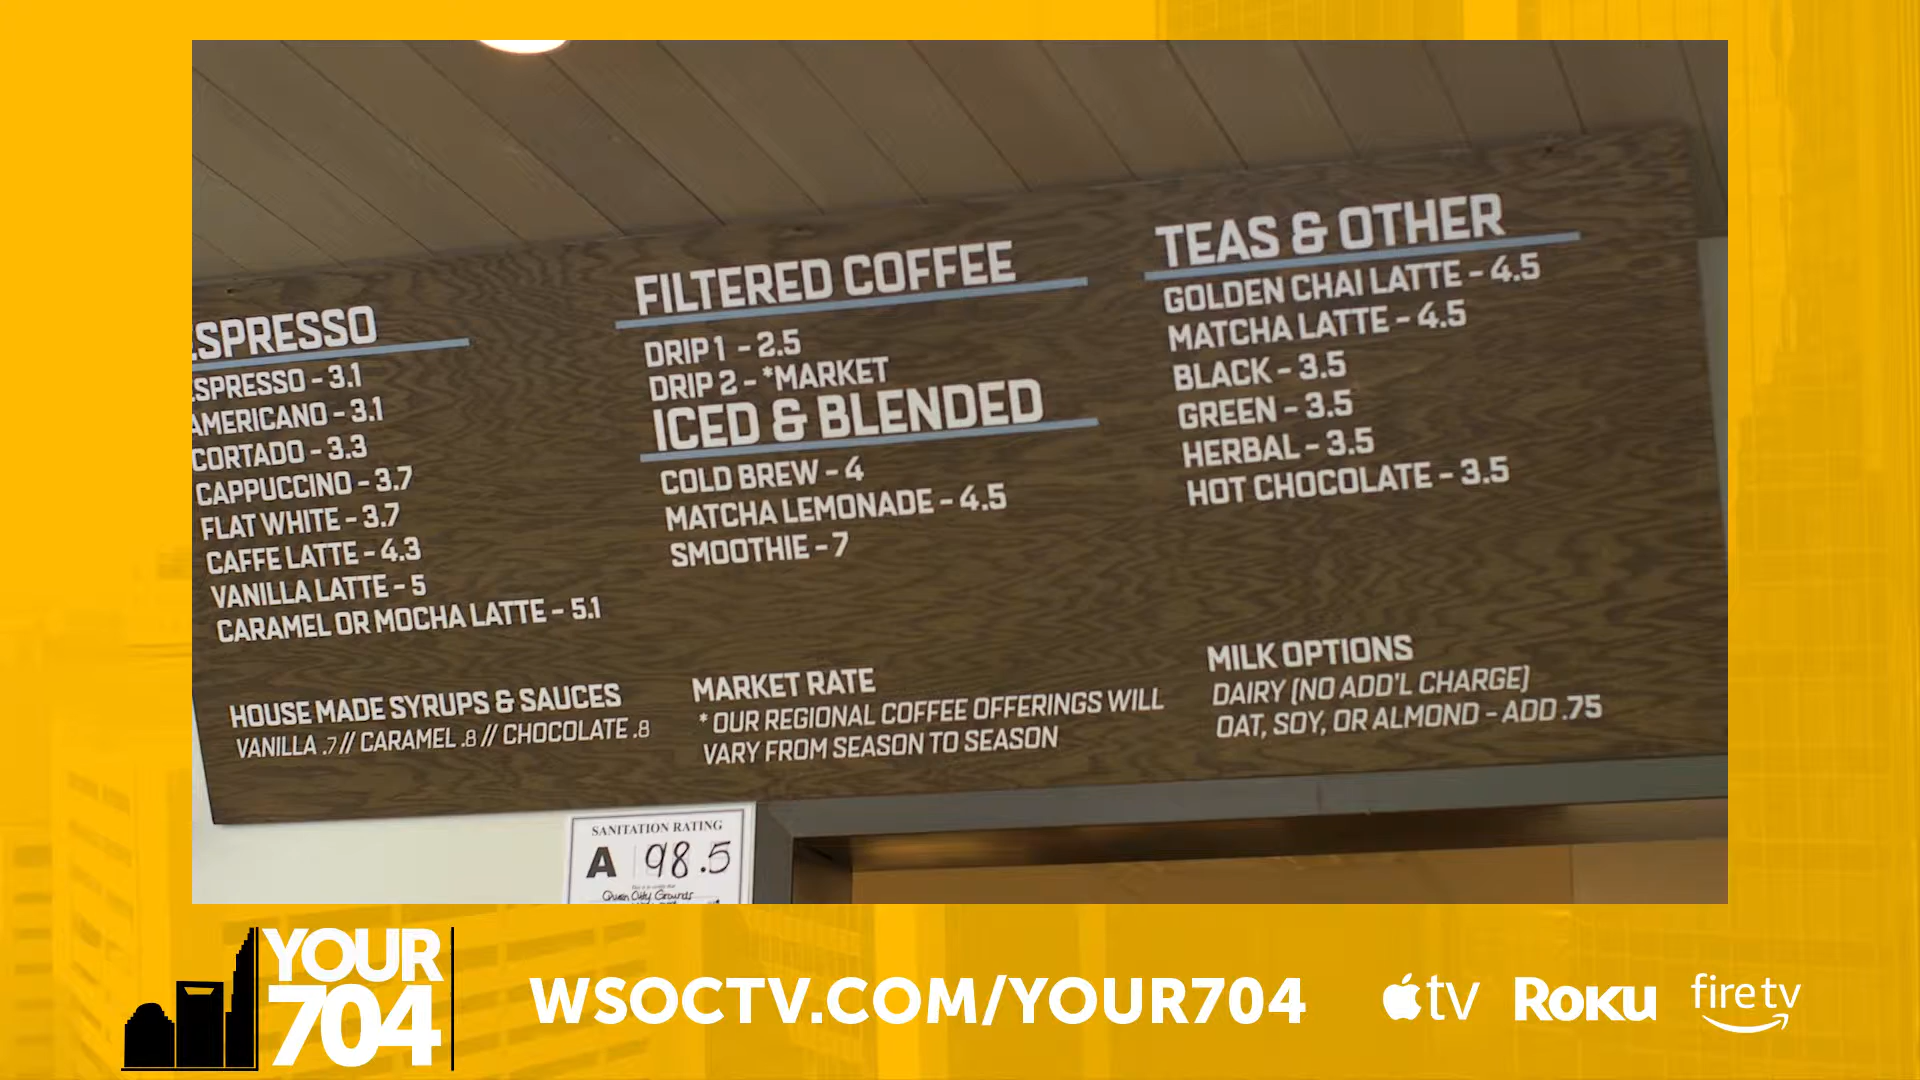 ESPRESSO
ESPRESSO – 3.1
AMERICANO – 3.1
CORTADO – 3.3
CAPPUCCINO – 3.7
FLAT WHITE – 3.7
CAFFE LATTE – 4.3
VANILLA LATTE – 5
CARAMEL OR MOCHA LATTE – 5.1
HOUSE MADE SYRUPS & SAUCES
VANILLA .7 // CARAMEL .8 // CHOCOLATE .8
FILTERED COFFEE
DRIP 1 – 2.5
DRIP 2 – *MARKET
ICED & BLENDED
COLD BREW – 4
MATCHA LEMONADE – 4.5
SMOOTHIE – 7
MARKET RATE
* OUR REGIONAL COFFEE OFFERINGS WILL
VARY FROM SEASON TO SEASON
TEAS & OTHER
GOLDEN CHAI LATTE – 4.5
MATCHA LATTE – 4.5
BLACK – 3.5
GREEN – 3.5
HERBAL – 3.5
HOT CHOCOLATE – 3.5
MILK OPTIONS
DAIRY (NO ADD'L CHARGE)
OAT, SOY, OR ALMOND – ADD .75
SANITATION RATING
A 98.5
Queen City Grounds
YOUR
704
WSOCTV.COM/YOUR704
tv
ROKU
fire tv